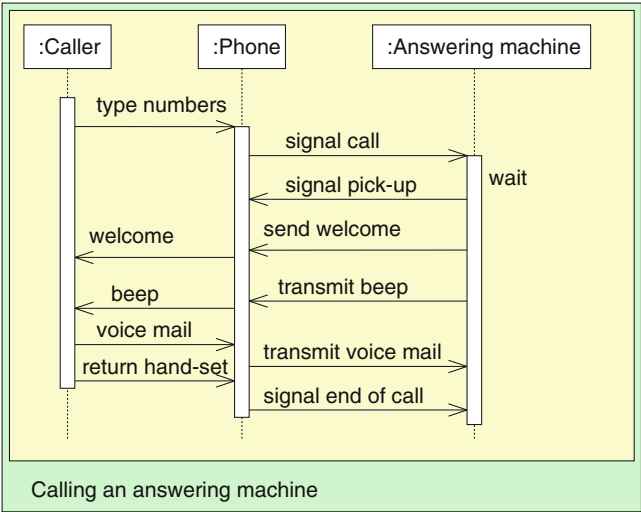 :Caller
:Phone
:Answering machine
type numbers
signal call
wait
signal pick-up
send welcome
welcome
transmit beep
beep
voice mail
transmit voice mail
return hand-set
signal end of call
Calling an answering machine